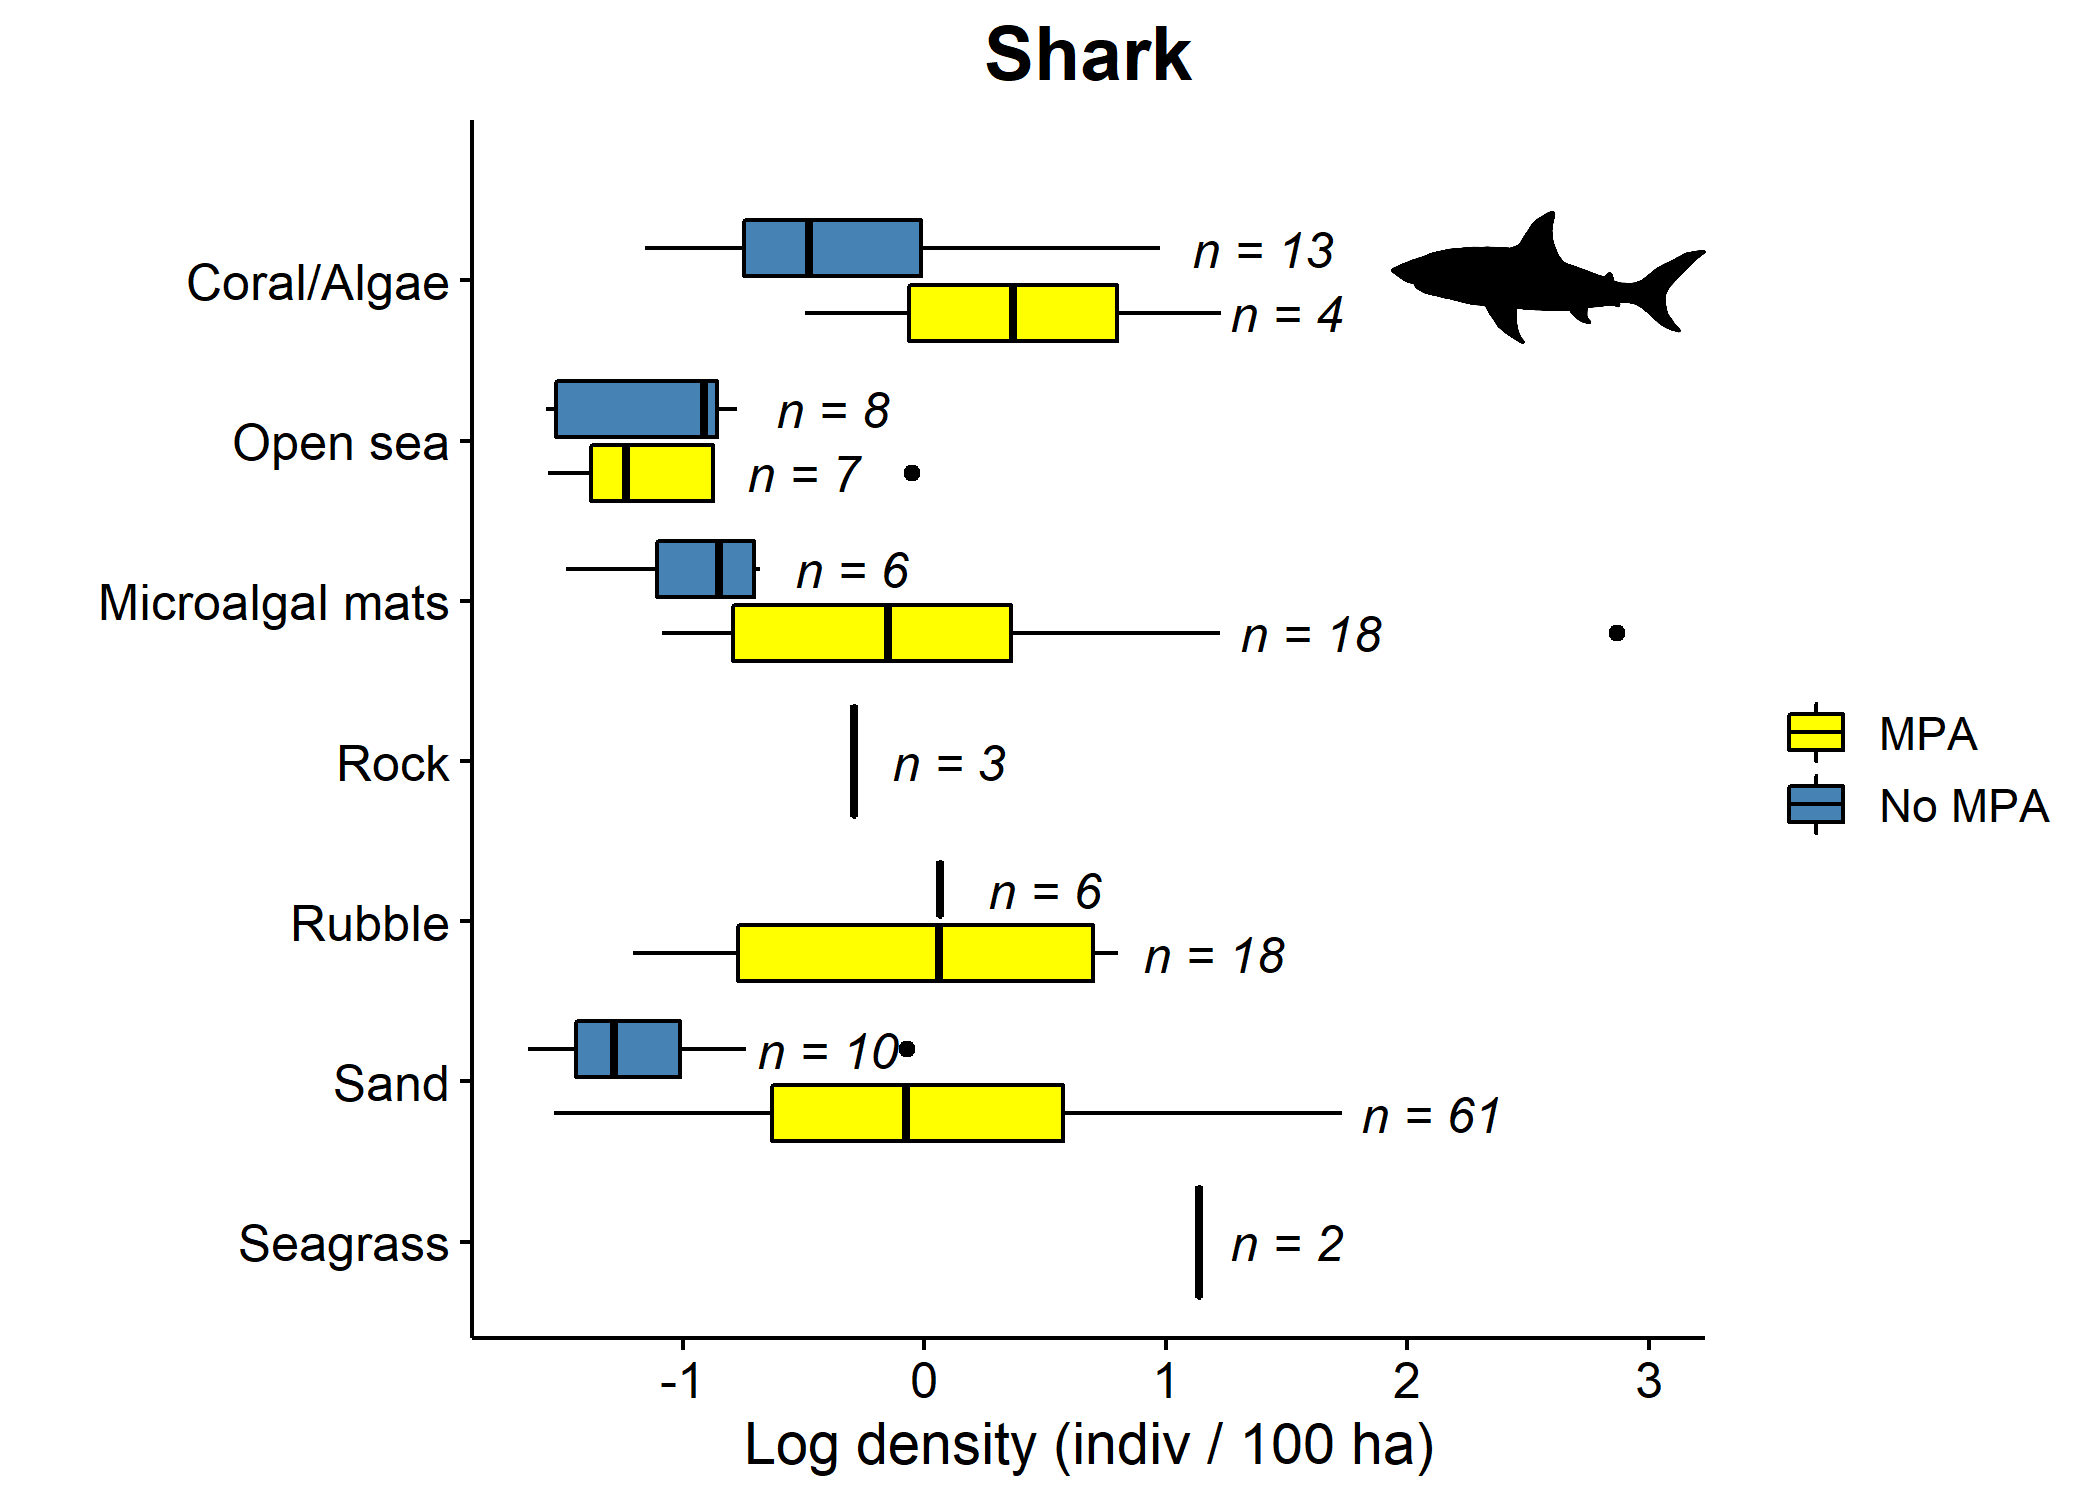 Shark
Coral/Algae
n = 13
n = 4
Open sea
n = 8
n = 7
Microalgal mats
n = 6
n = 18
Rock
n = 3
MPA
No MPA
Rubble
n = 6
n = 18
Sand
n = 10
n = 61
Seagrass
n = 2
-1 0 1 2 3
Log density (indiv / 100 ha)